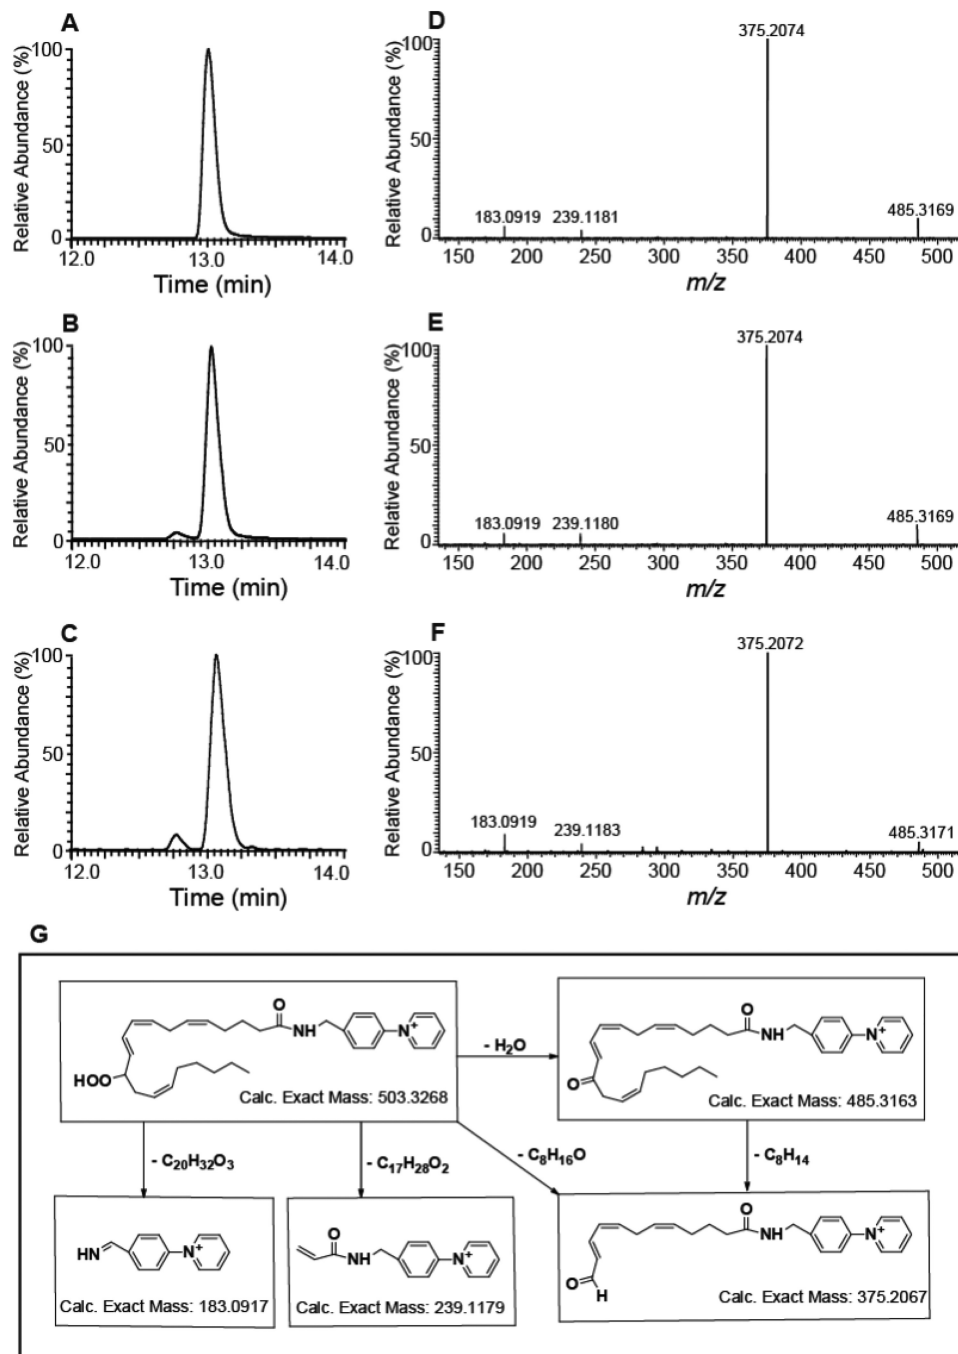 A
Relative Abundance (%)
100
50
0
12.0 13.0 14.0
Time (min)
D
Relative Abundance (%)
100
50
0
375.2074
183.0919 239.1181
485.3169
150 200 250 300 350 400 450 500
m/z
B
Relative Abundance (%)
100
50
0
12.0 13.0 14.0
Time (min)
E
Relative Abundance (%)
100
50
0
375.2074
183.0919 239.1180
485.3169
150 200 250 300 350 400 450 500
m/z
C
Relative Abundance (%)
100
50
0
12.0 13.0 14.0
Time (min)
F
Relative Abundance (%)
100
50
0
375.2072
183.0919 239.1183
485.3171
150 200 250 300 350 400 450 500
m/z
G
O
NH
N+
HOO
Calc. Exact Mass: 503.3268
- H2O
O
NH
N+
O
Calc. Exact Mass: 485.3163
- C20H32O3
- C17H28O2
- C8H16O
- C8H14
HN
N+
Calc. Exact Mass: 183.0917
O
NH
N+
Calc. Exact Mass: 239.1179
O
NH
N+
O
H
Calc. Exact Mass: 375.2067